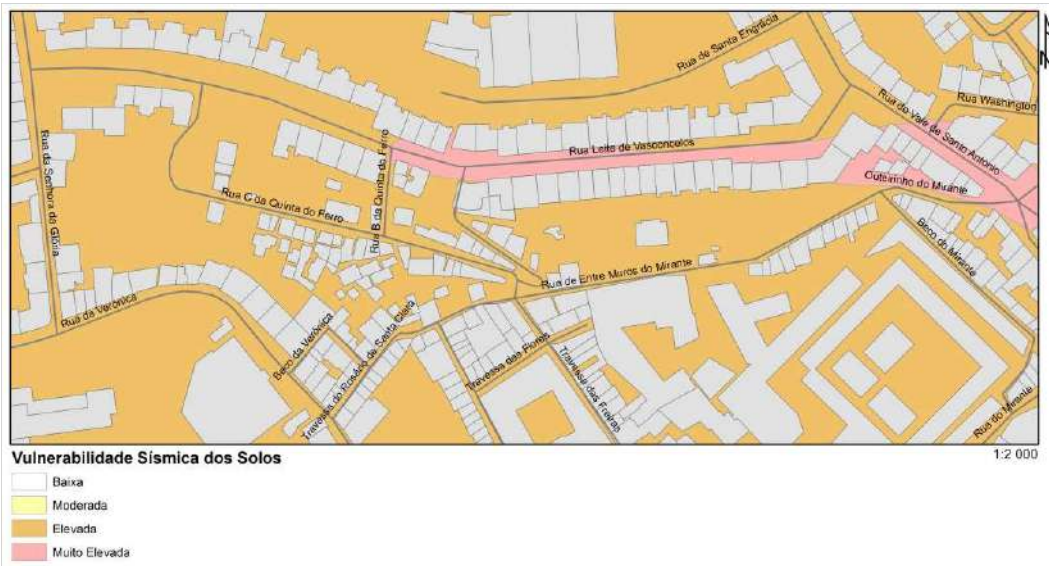 Rua de Santa Engrácia
Rua Washington
Rua do Vale de Santo António
Rua Leite de Vasconcelos
Rua da Senhora da Glória
Outeirinho do Mirante
Rua C da Quinta do Ferro
Rua B da Quinta do Ferro
Beco do Mirante
Rua de Entre Muros do Mirante
Rua da Verónica
Beco da Verónica
Travessa do Rosário de Santa Clara
Travessa das Flores
Travessa das Freiras
Rua do Mirante
1:2 000
Vulnerabilidade Sísmica dos Solos
Baixa
Moderada
Elevada
Muito Elevada